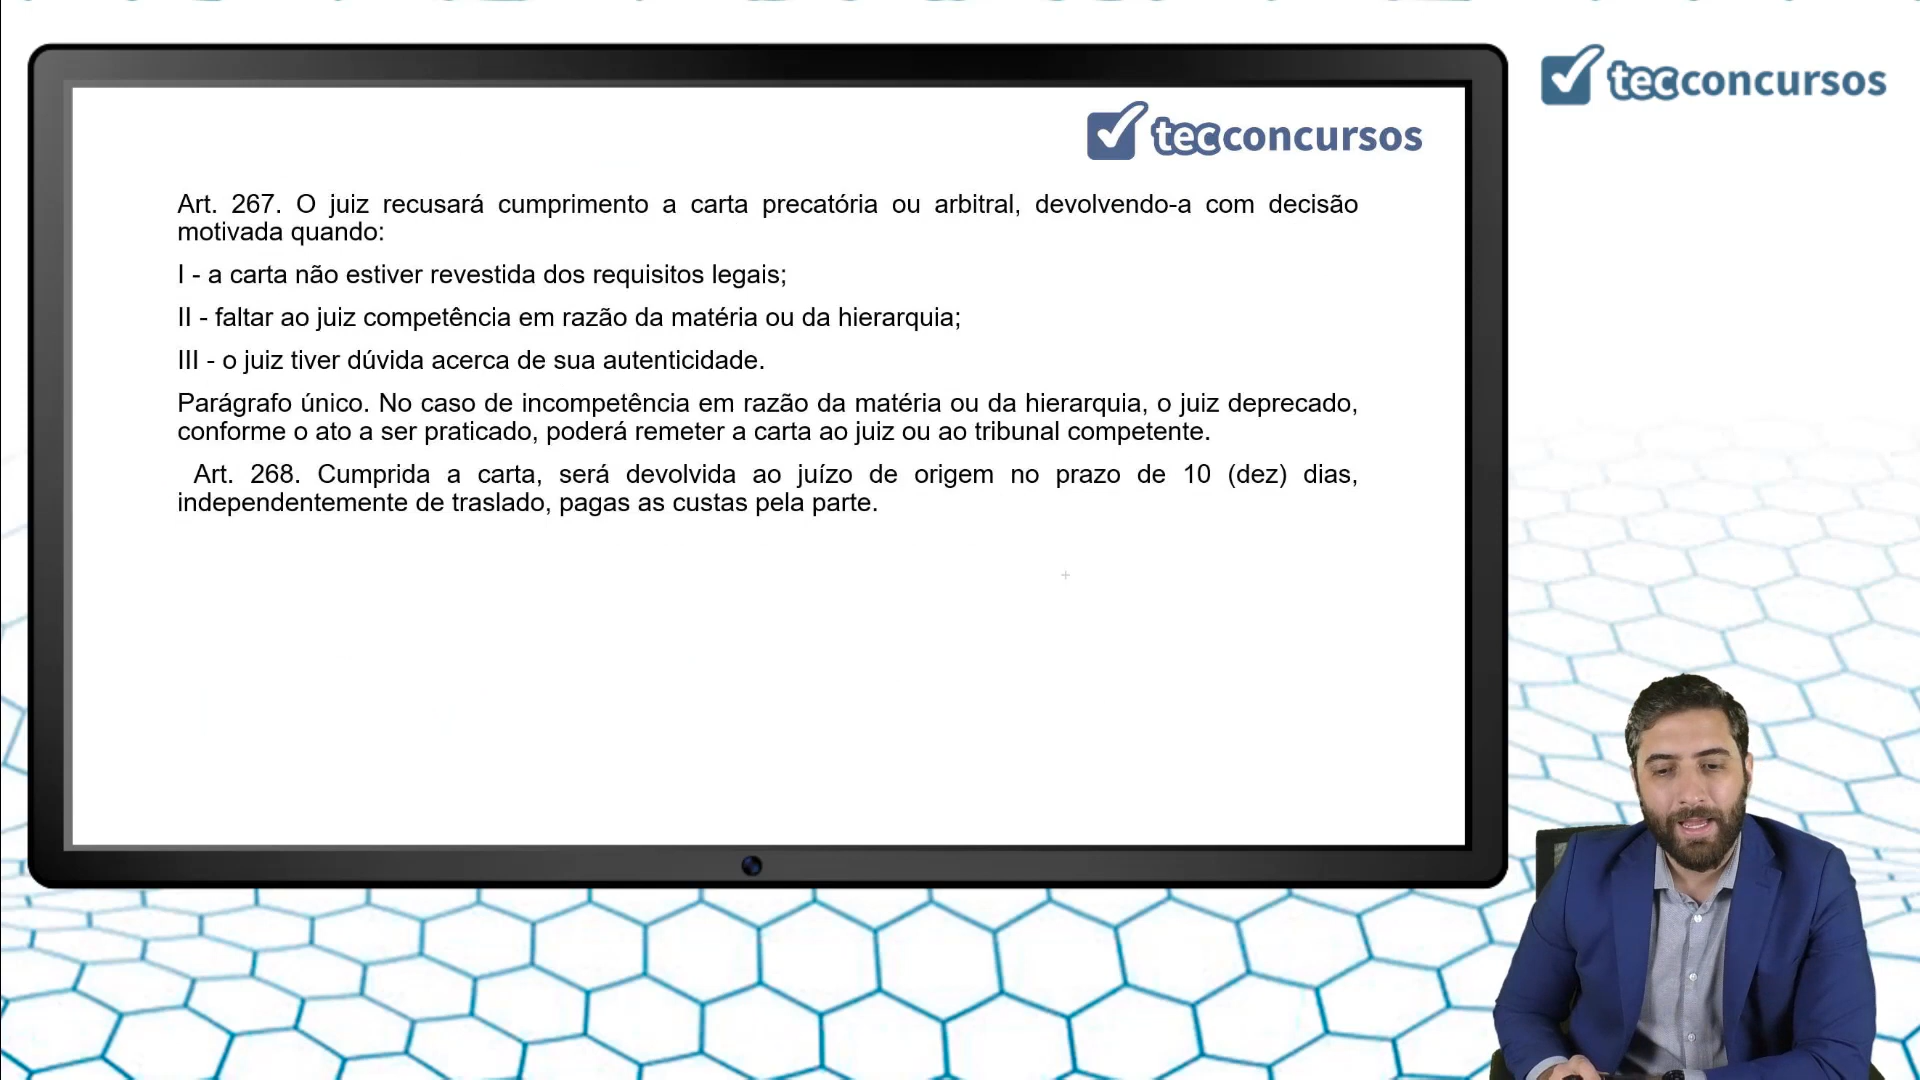 tecconcursos
tecconcursos
Art. 267. O juiz recusará cumprimento a carta precatória ou arbitral, devolvendo-a com decisão
motivada quando:
I - a carta não estiver revestida dos requisitos legais;
II - faltar ao juiz competência em razão da matéria ou da hierarquia;
III - o juiz tiver dúvida acerca de sua autenticidade.
Parágrafo único. No caso de incompetência em razão da matéria ou da hierarquia, o juiz deprecado,
conforme o ato a ser praticado, poderá remeter a carta ao juiz ou ao tribunal competente.
Art. 268. Cumprida a carta, será devolvida ao juízo de origem no prazo de 10 (dez) dias,
independentemente de traslado, pagas as custas pela parte.